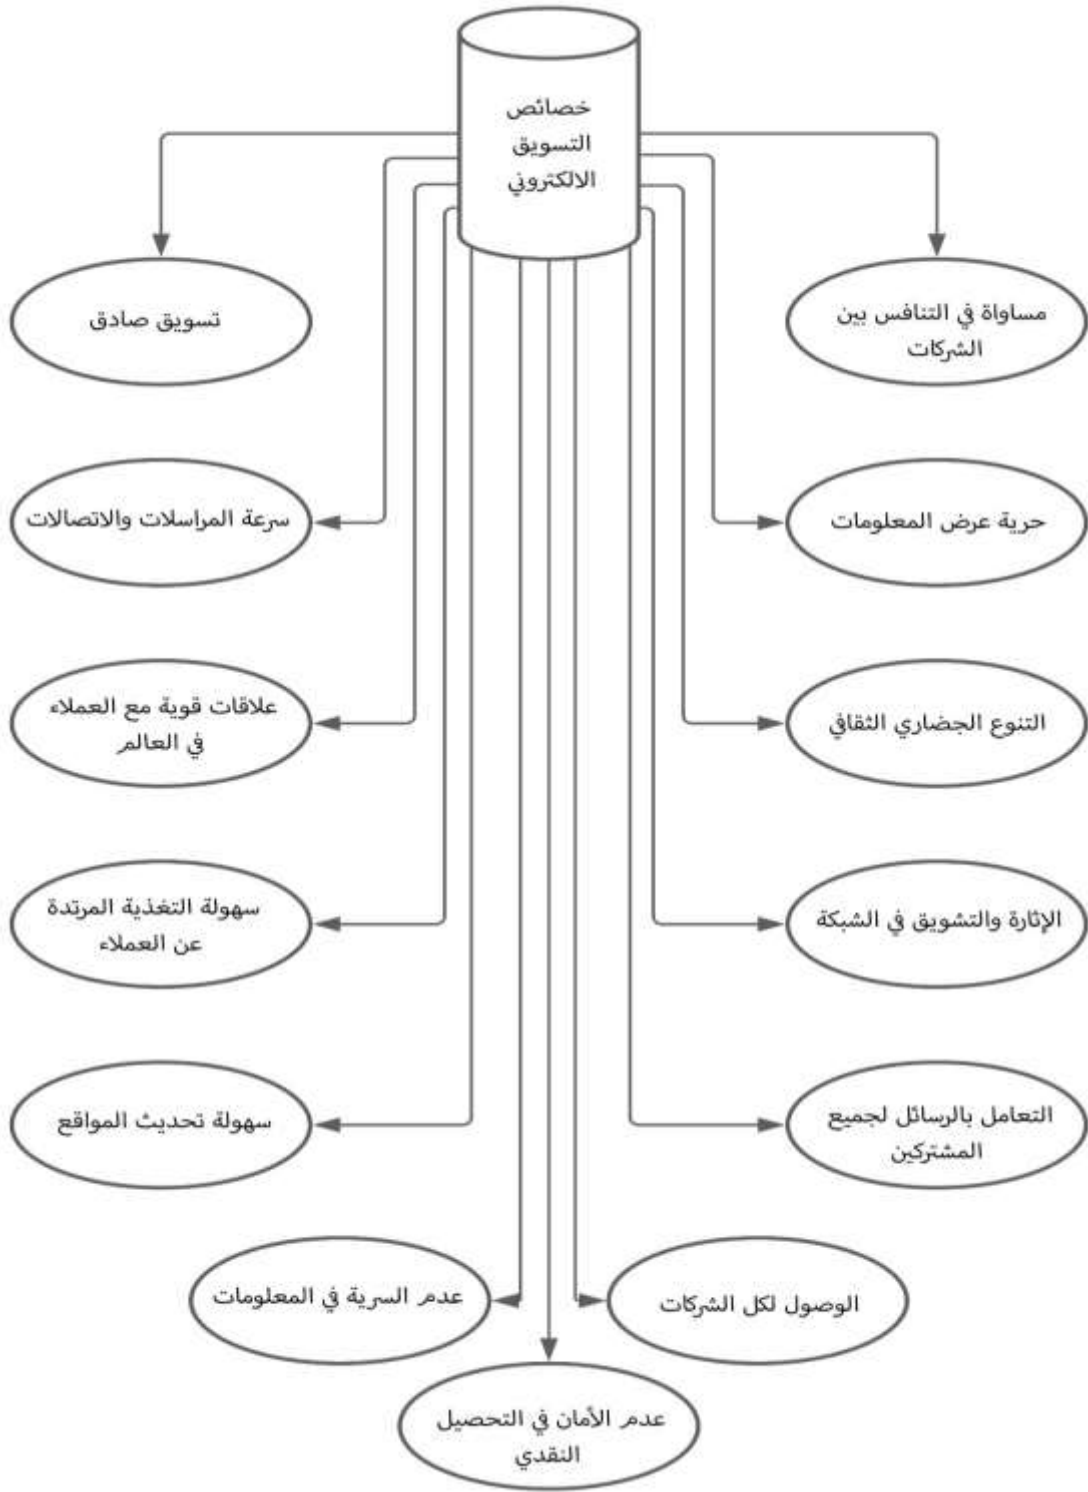 خصائص
التسويق
الالكتروني
مساواة في التنافس بين
الشركات
تسويق صادق
حرية عرض المعلومات
سرعة المراسلات والاتصالات
التنوع الجضاري الثقافي
علاقات قوية مع العملاء
في العالم
الإثارة والتشويق في الشبكة
سهولة التغذية المرتدة
عن العملاء
التعامل بالرسائل لجميع
المشتركين
سهولة تحديث المواقع
الوصول لكل الشركات
عدم السرية في المعلومات
عدم الأمان في التحصيل
النقدي